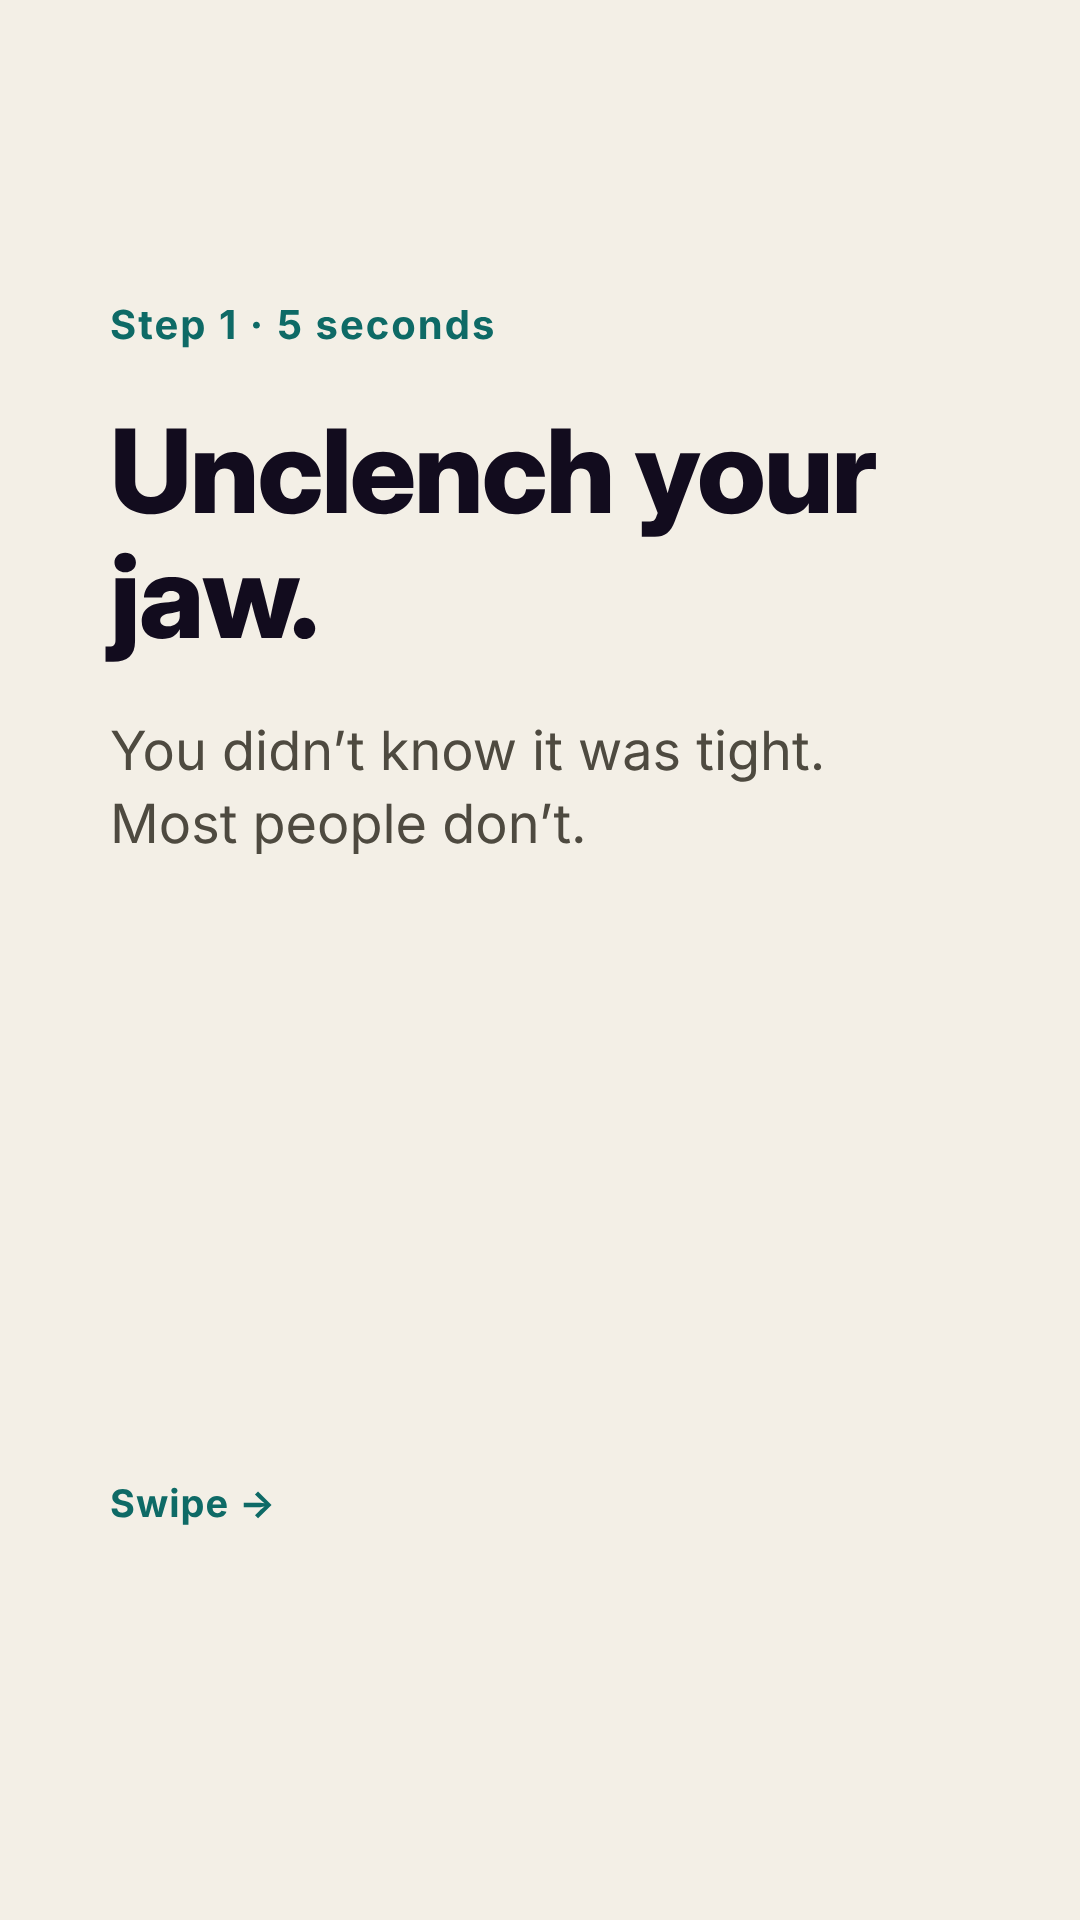 Step 1 · 5 seconds
Unclench your
jaw.
You didn’t know it was tight.
Most people don’t.
Swipe →